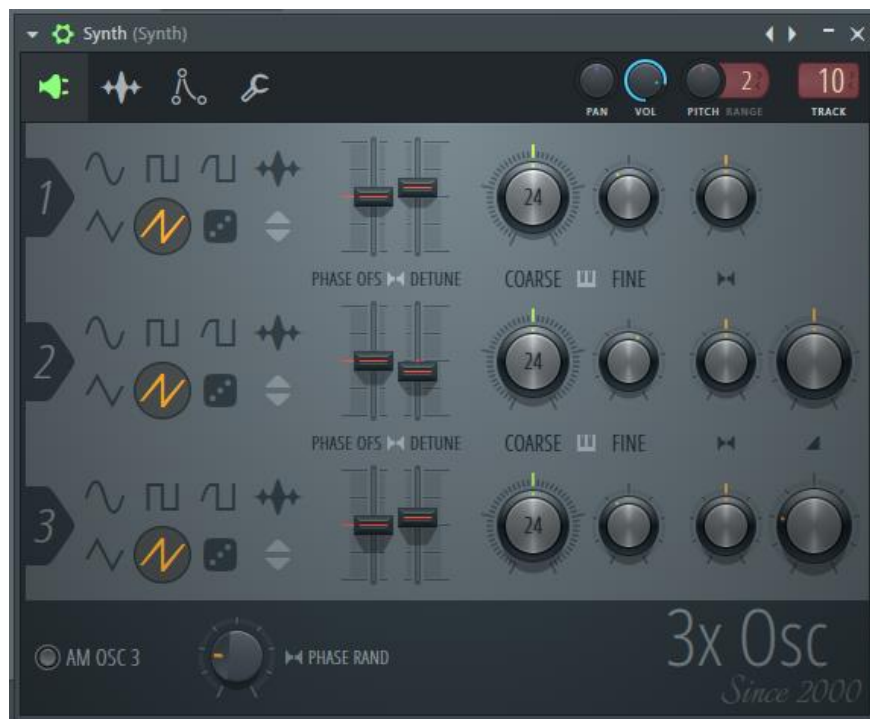 Synth (Synth)
2
10
PAN VOL PITCH RANGE TRACK
1
24
PHASE OFS DETUNE COARSE FINE
2
24
PHASE OFS DETUNE COARSE FINE
3
24
AM OSC 3
PHASE RAND
3x Osc
Since 2000